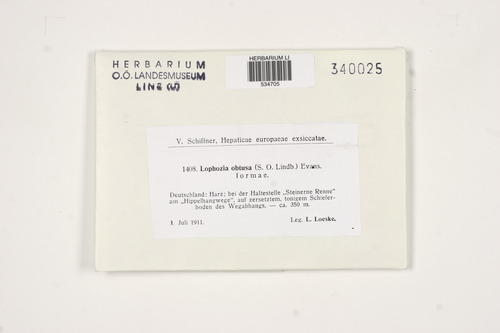 HERBARIUM
O.Ö. LANDESMUSEUM
LINZ (LI)
HERBARIUM LI
534705
340025
V. Schiffner, Hepaticae europaeae exsiccatae.
1408. Lophozia obtusa (S. O. Lindb.) Evans.
formae.
Deutschland: Harz; bei der Haltestelle „Steinerne Renne"
am „Hippelhangwege", auf zersetztem, tonigem Schiefer-
boden des Wegabhangs. — ca. 350 m.
1. Juli 1911.
Leg. L. Loeske.